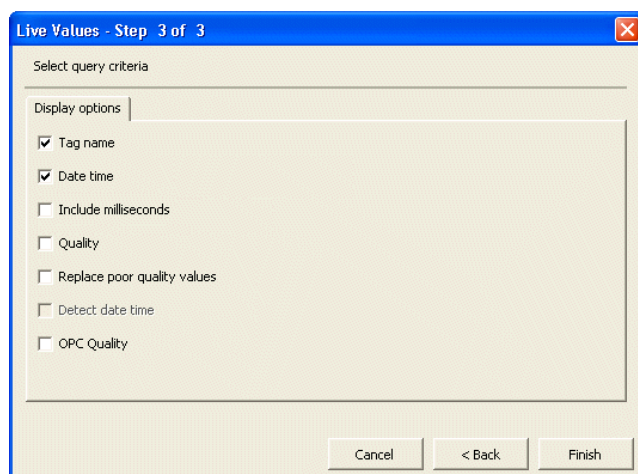 Live Values - Step 3 of 3
Select query criteria
Display options
Tag name
Date time
Include milliseconds
Quality
Replace poor quality values
Detect date time
OPC Quality
Cancel < Back Finish